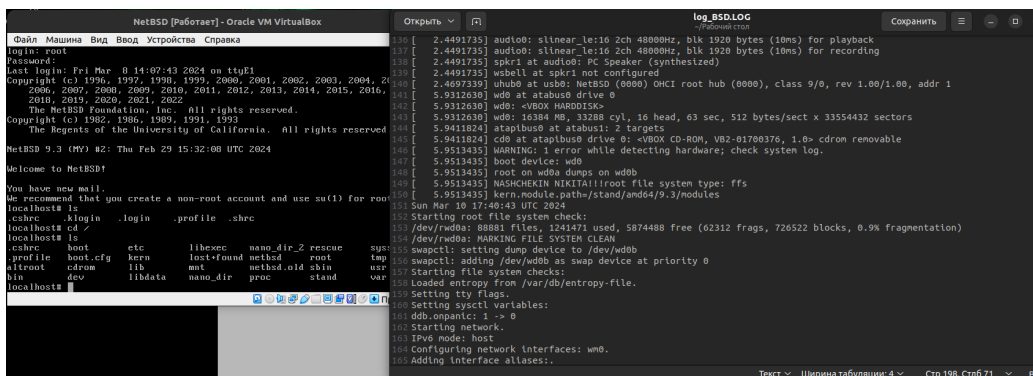 NetBSD [Работает] - Oracle VM VirtualBox
Файл Машина Вид Ввод Устройства Справка
login: root
Password:
Last login: Fri Mar 8 14:07:43 2024 on ttyE1
Copyright (c) 1996, 1997, 1998, 1999, 2000, 2001, 2002, 2003, 2004,
2006, 2007, 2008, 2009, 2010, 2011, 2012, 2013, 2014, 2015, 2016,
2018, 2019, 2020, 2021, 2022
The NetBSD Foundation, Inc. All rights reserved.
Copyright (c) 1982, 1986, 1989, 1991, 1993
The Regents of the University of California. All rights reserved
NetBSD 9.3 (MY) #2: Thu Feb 29 15:32:08 UTC 2024
Welcome to NetBSD!
You have new mail.
We recommend that you create a non-root account and use su(1) for root
localhost# ls
.cshrc .klogin .login .profile .shrc
localhost# cd /
localhost# ls
.cshrc boot etc libexec nano_dir_2 rescue sys
.profile boot.cfg kern lost+found netbsd root tmp
altroot cdrom lib mnt netbsd.old sbin usr
bin dev libdata nano_dir proc stand var
localhost#
Открыть
log_BSD.LOG
~/Рабочий стол
Сохранить
136 [ 2.4491735] audio0: slinear_le:16 2ch 48000Hz, blk 1920 bytes (10ms) for playback
137 [ 2.4491735] audio0: slinear_le:16 2ch 48000Hz, blk 1920 bytes (10ms) for recording
138 [ 2.4491735] spkr1 at audio0: PC Speaker (synthesized)
139 [ 2.4491735] wsbell at spkr1 not configured
140 [ 2.4697339] uhub0 at usb0: NetBSD (0000) OHCI root hub (0000), class 9/0, rev 1.00/1.00, addr 1
141 [ 5.9312630] wd0 at atabus0 drive 0
142 [ 5.9312630] wd0: <VBOX HARDDISK>
143 [ 5.9312630] wd0: 16384 MB, 33288 cyl, 16 head, 63 sec, 512 bytes/sect x 33554432 sectors
144 [ 5.9411824] atapibus0 at atabus1: 2 targets
145 [ 5.9411824] cd0 at atapibus0 drive 0: <VBOX CD-ROM, VB2-01700376, 1.0> cdrom removable
146 [ 5.9513435] WARNING: 1 error while detecting hardware; check system log.
147 [ 5.9513435] boot device: wd0
148 [ 5.9513435] root on wd0a dumps on wd0b
149 [ 5.9513435] NASHCHEKIN NIKITA!!!root file system type: ffs
150 [ 5.9513435] kern.module.path=/stand/amd64/9.3/modules
151 Sun Mar 10 17:40:43 UTC 2024
152 Starting root file system check:
153 /dev/rwd0a: 88881 files, 1241471 used, 5874488 free (62312 frags, 726522 blocks, 0.9% fragmentation)
154 /dev/rwd0a: MARKING FILE SYSTEM CLEAN
155 swapctl: setting dump device to /dev/wd0b
156 swapctl: adding /dev/wd0b as swap device at priority 0
157 Starting file system checks:
158 Loaded entropy from /var/db/entropy-file.
159 Setting tty flags.
160 Setting sysctl variables:
161 ddb.onpanic: 1 -> 0
162 Starting network.
163 IPv6 mode: host
164 Configuring network interfaces: wm0.
165 Adding interface aliases:.
Текст Ширина табуляции: 4 Стр 198, Стлб 71